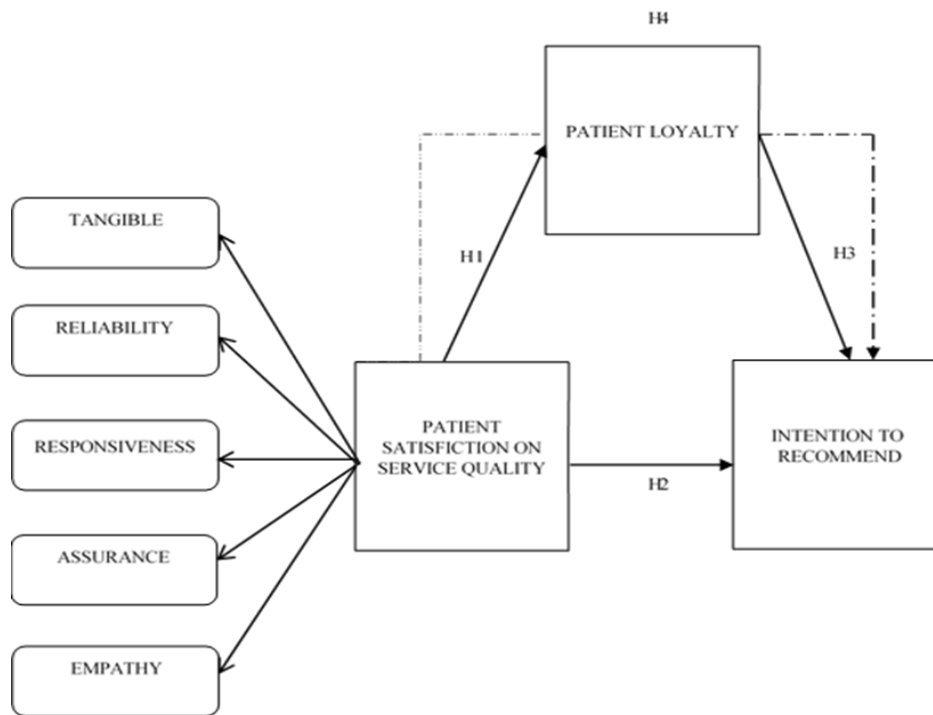 H4
PATIENT LOYALTY
TANGIBLE
H1
H3
RELIABILITY
PATIENT
SATISFICTION ON
SERVICE QUALITY
INTENTION TO
RECOMMEND
RESPONSIVENESS
H2
ASSURANCE
EMPATHY